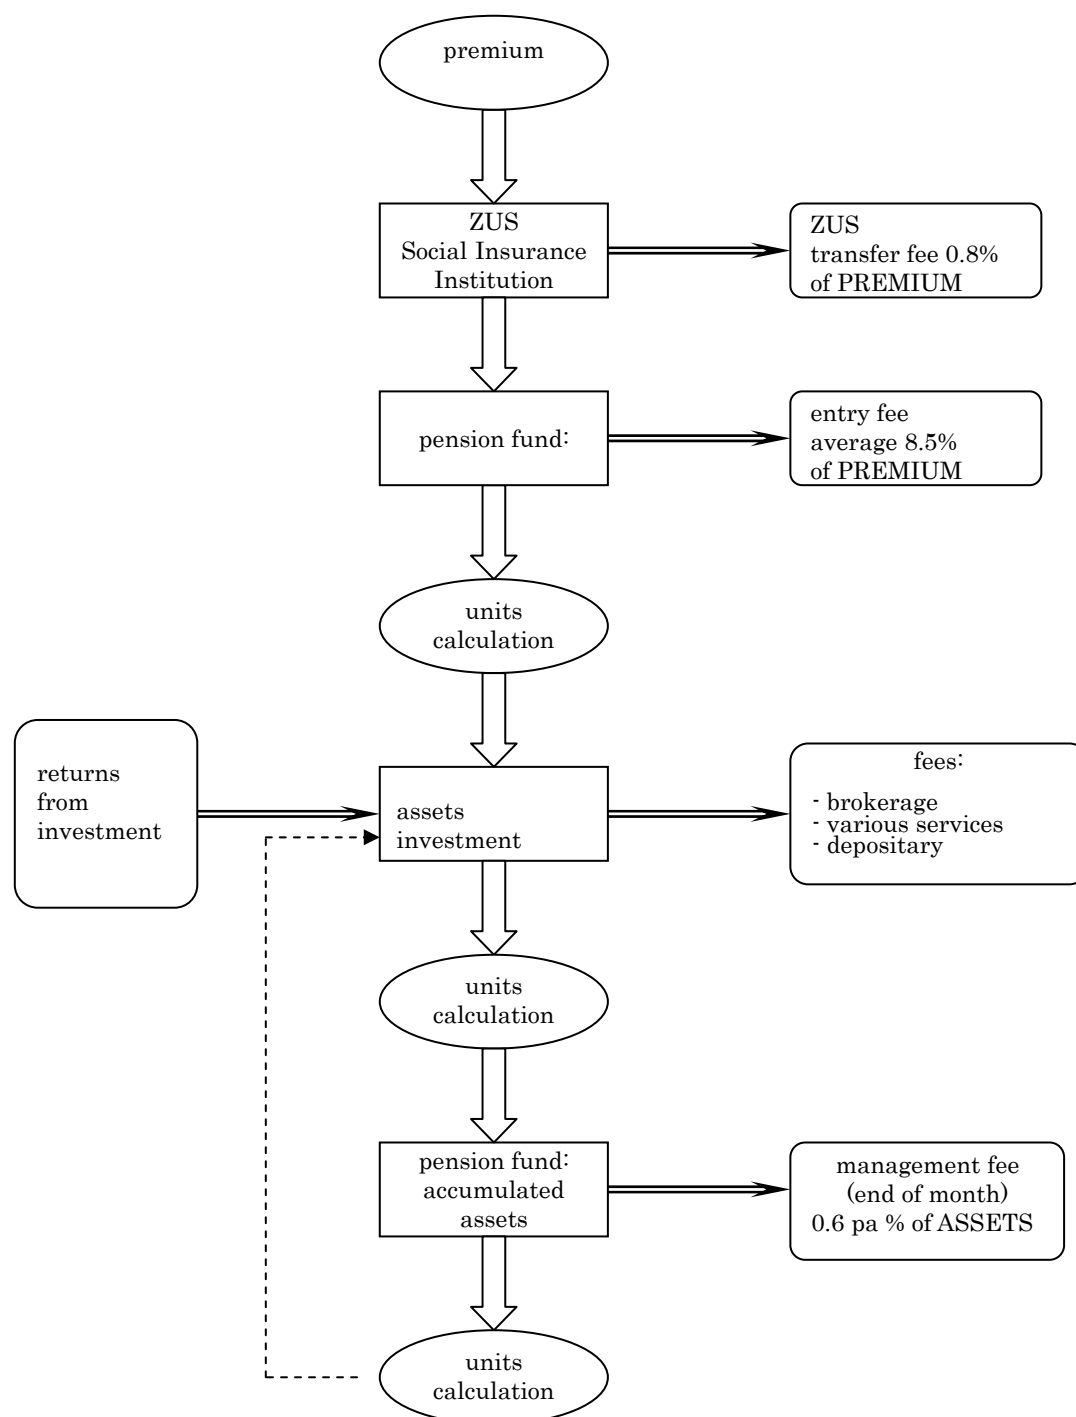 premium
ZUS
Social Insurance
Institution
ZUS
transfer fee 0.8%
of PREMIUM
pension fund:
entry fee
average 8.5%
of PREMIUM
units
calculation
returns
from
investment
assets
investment
fees:
- brokerage
- various services
- depositary
units
calculation
pension fund:
accumulated
assets
management fee
(end of month)
0.6 pa % of ASSETS
units
calculation